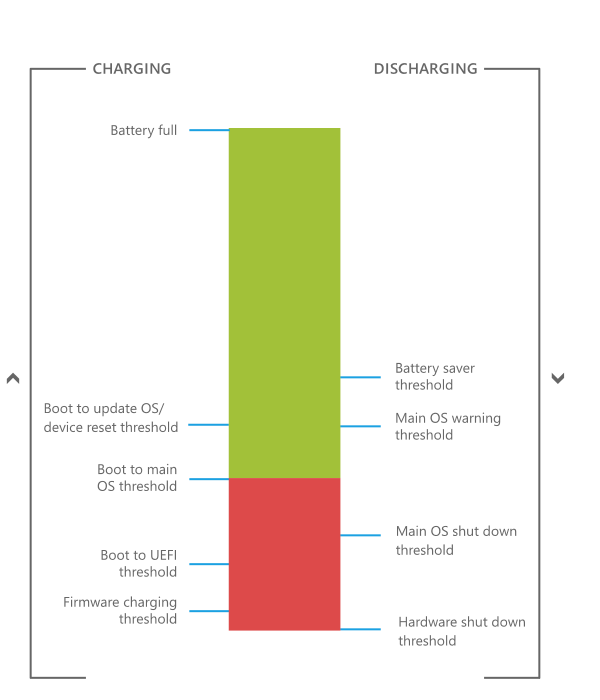 CHARGING
DISCHARGING
Battery full
Battery saver
threshold
Boot to update OS/
device reset threshold
Main OS warning
threshold
Boot to main
OS threshold
Main OS shut down
threshold
Boot to UEFI
threshold
Firmware charging
threshold
Hardware shut down
threshold